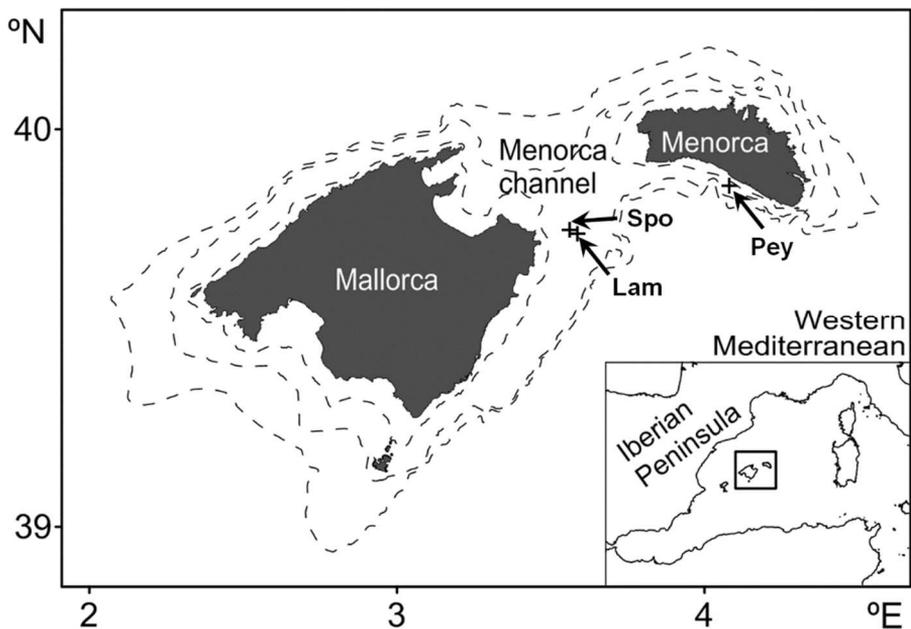 ºN
40
Menorca
channel
Menorca
Spo
Pey
Mallorca
Lam
Western
Mediterranean
Iberian
Peninsula
39
2
3
4
ºE